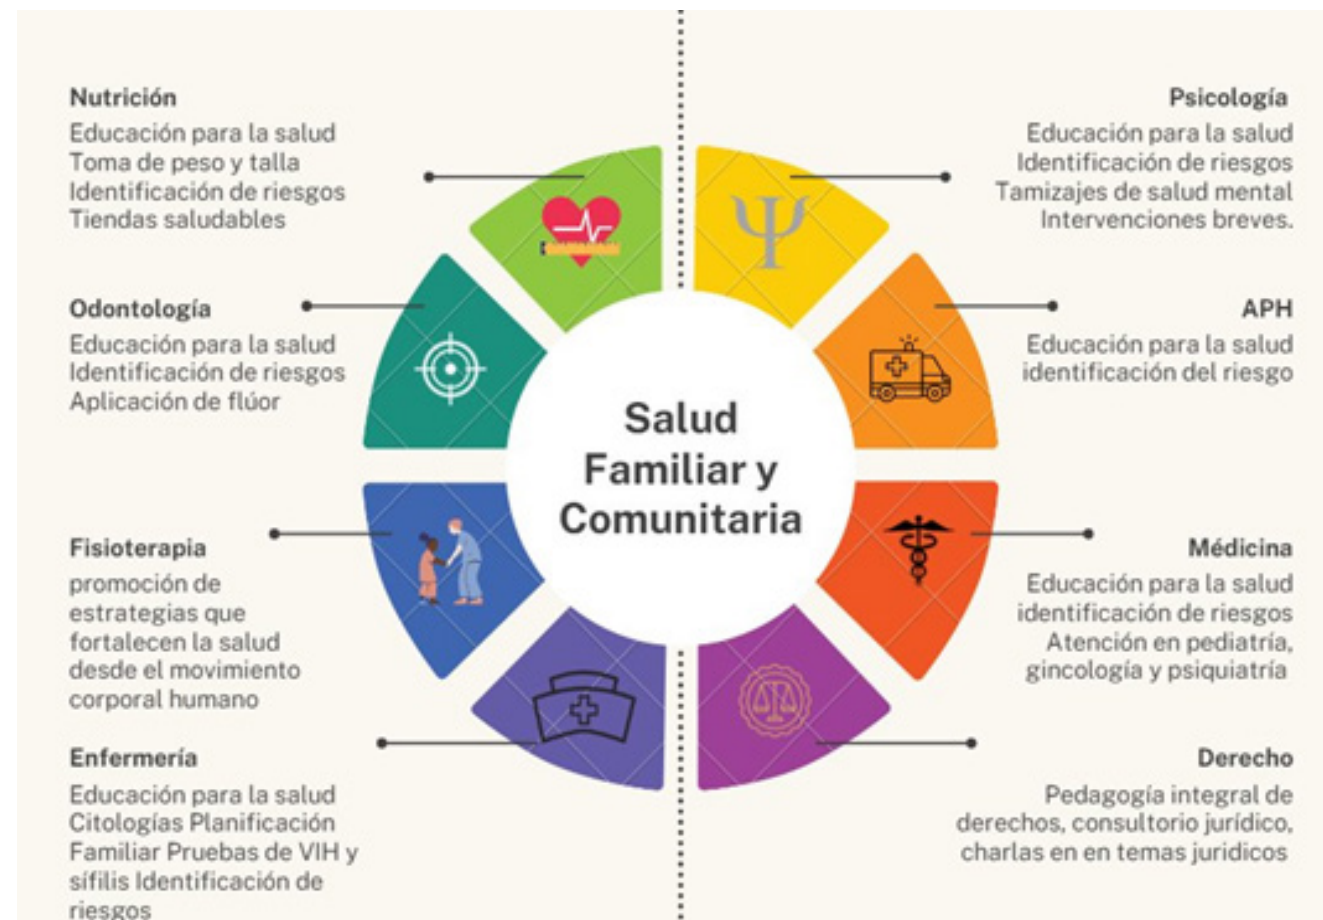 Nutrición
Educación para la salud
Toma de peso y talla
Identificación de riesgos
Tiendas saludables
Odontología
Educación para la salud
Identificación de riesgos
Aplicación de flúor
Fisioterapia
promoción de
estrategias que
fortalecen la salud
desde el movimiento
corporal humano
Enfermería
Educación para la salud
Citologías Planificación
Familiar Pruebas de VIH y
sífilis Identificación de
riesgos
Salud
Familiar y
Comunitaria
Psicología
Educación para la salud
Identificación de riesgos
Tamizajes de salud mental
Intervenciones breves.
APH
Educación para la salud
identificación del riesgo
Médicina
Educación para la salud
identificación de riesgos
Atención en pediatría,
gincología y psiquiatría
Derecho
Pedagogía integral de
derechos, consultorio jurídico,
charlas en en temas juridicos